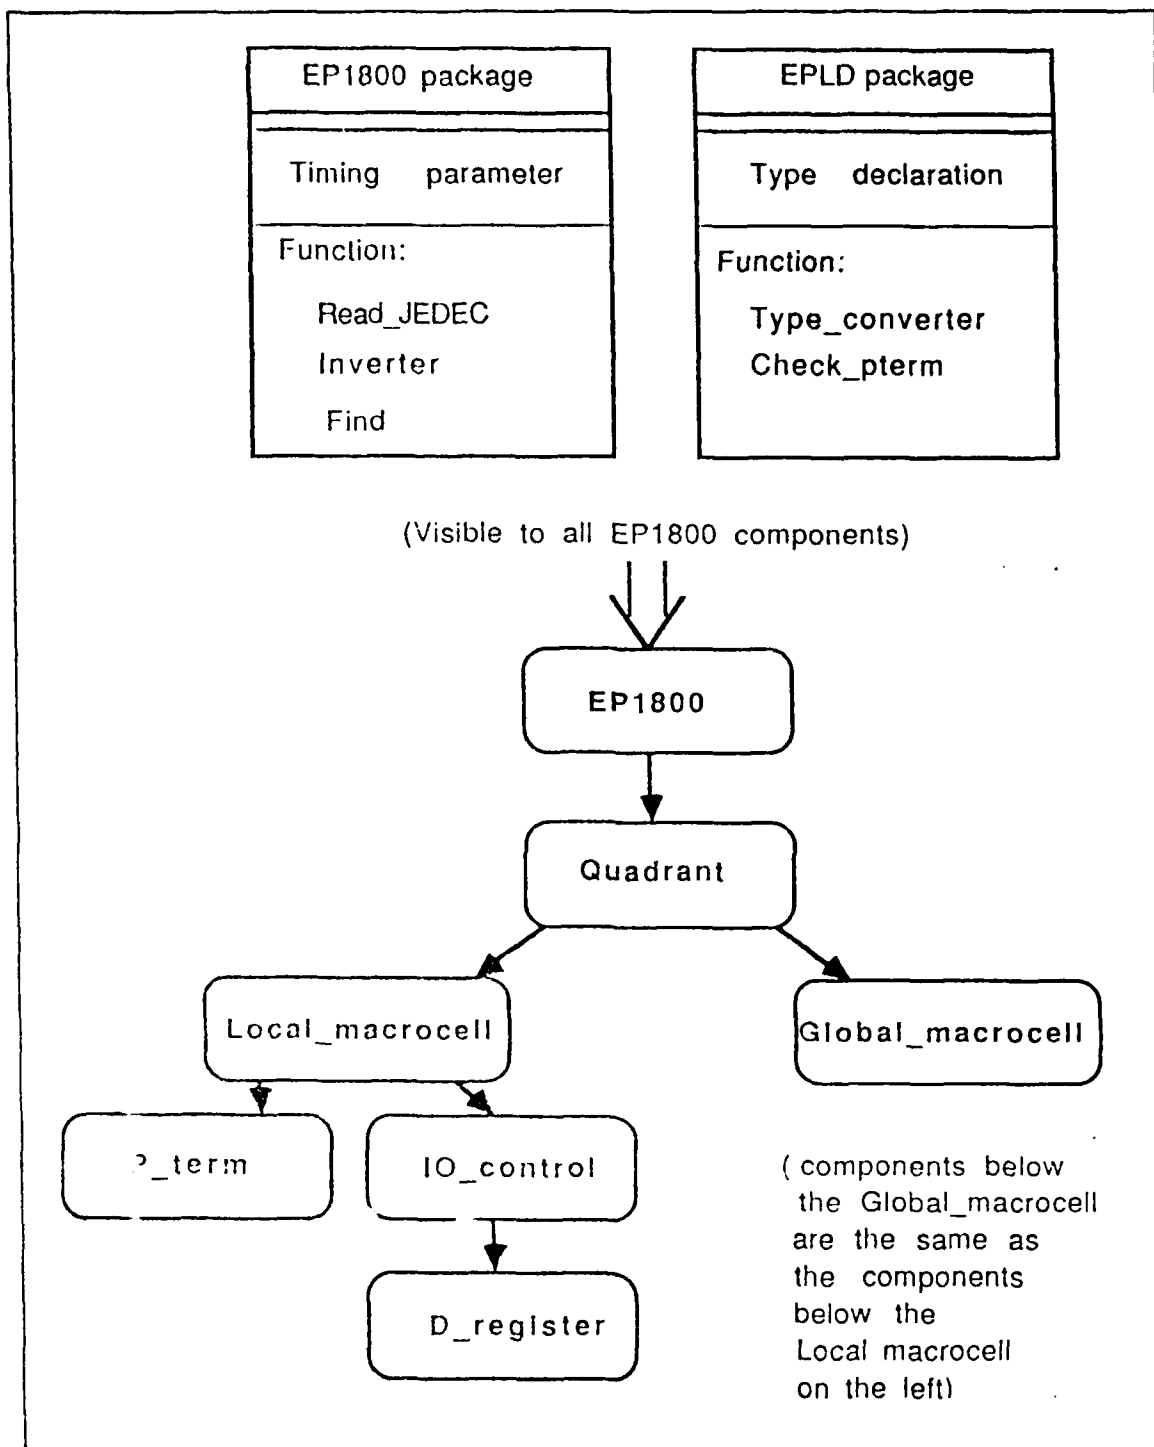 EP1800 package
Timing parameter
Function:
Read_JEDEC
Inverter
Find
EPLD package
Type declaration
Function:
Type_converter
Check_pterm
(Visible to all EP1800 components)
EP1800
Quadrant
Local_macrocell
Global_macrocell
P_term
IO_control
D_register
( components below
the Global_macrocell
are the same as
the components
below the
Local macrocell
on the left)